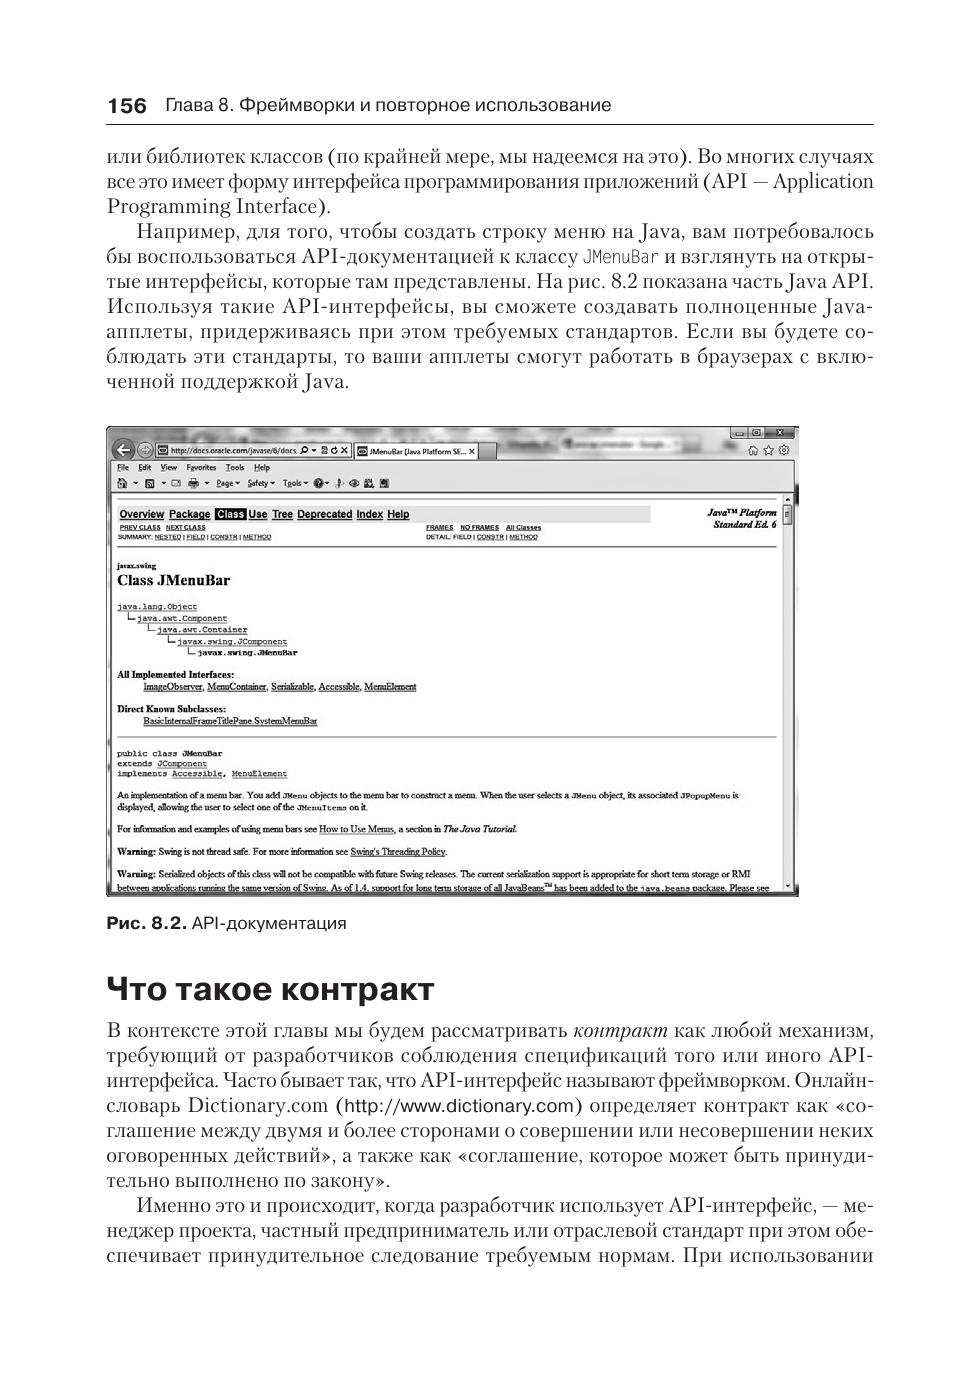 156 Глава 8. Фреймворки и повторное использование
или библиотек классов (по крайней мере, мы надеемся на это). Во многих случаях
все это имеет форму интерфейса программирования приложений (API — Application
Programming Interface).
Например, для того, чтобы создать строку меню на Java, вам потребовалось
бы воспользоваться API-документацией к классу JMenuBar и взглянуть на откры-
тые интерфейсы, которые там представлены. На рис. 8.2 показана часть Java API.
Используя такие API-интерфейсы, вы сможете создавать полноценные Java-
апплеты, придерживаясь при этом требуемых стандартов. Если вы будете со-
блюдать эти стандарты, то ваши апплеты смогут работать в браузерах с вклю-
ченной поддержкой Java.
http://docs.oracle.com/javase/6/docs JMenuBar (Java Platform SE...
File Edit View Favorites Tools Help
Page Safety Tools
Overview Package Class Use Tree Deprecated Index Help
Java™ Platform
Standard Ed. 6
PREV CLASS NEXT CLASS FRAMES NO FRAMES All Classes
SUMMARY: NESTED | FIELD | CONSTR | METHOD DETAIL: FIELD | CONSTR | METHOD
javax.swing
Class JMenuBar
java.lang.Object
java.awt.Component
java.awt.Container
javax.swing.JComponent
javax.swing.JMenuBar
All Implemented Interfaces:
ImageObserver, MenuContainer, Serializable, Accessible, MenuElement
Direct Known Subclasses:
BasicInternalFrameTitlePane.SystemMenuBar
public class JMenuBar
extends JComponent
implements Accessible, MenuElement
An implementation of a menu bar. You add JMenu objects to the menu bar to construct a menu. When the user selects a JMenu object, its associated JPopupMenu is
displayed, allowing the user to select one of the JMenuItems on it.
For information and examples of using menu bars see How to Use Menus, a section in The Java Tutorial.
Warning: Swing is not thread safe. For more information see Swing's Threading Policy.
Warning: Serialized objects of this class will not be compatible with future Swing releases. The current serialization support is appropriate for short term storage or RMI
between applications running the same version of Swing. As of 1.4, support for long term storage of all JavaBeans™ has been added to the java.beans package. Please see
Рис. 8.2. API-документация
Что такое контракт
В контексте этой главы мы будем рассматривать контракт как любой механизм,
требующий от разработчиков соблюдения спецификаций того или иного API-
интерфейса. Часто бывает так, что API-интерфейс называют фреймворком. Онлайн-
словарь Dictionary.com (http://www.dictionary.com) определяет контракт как «со-
глашение между двумя и более сторонами о совершении или несовершении неких
оговоренных действий», а также как «соглашение, которое может быть принуди-
тельно выполнено по закону».
Именно это и происходит, когда разработчик использует API-интерфейс, — ме-
неджер проекта, частный предприниматель или отраслевой стандарт при этом обе-
спечивает принудительное следование требуемым нормам. При использовании